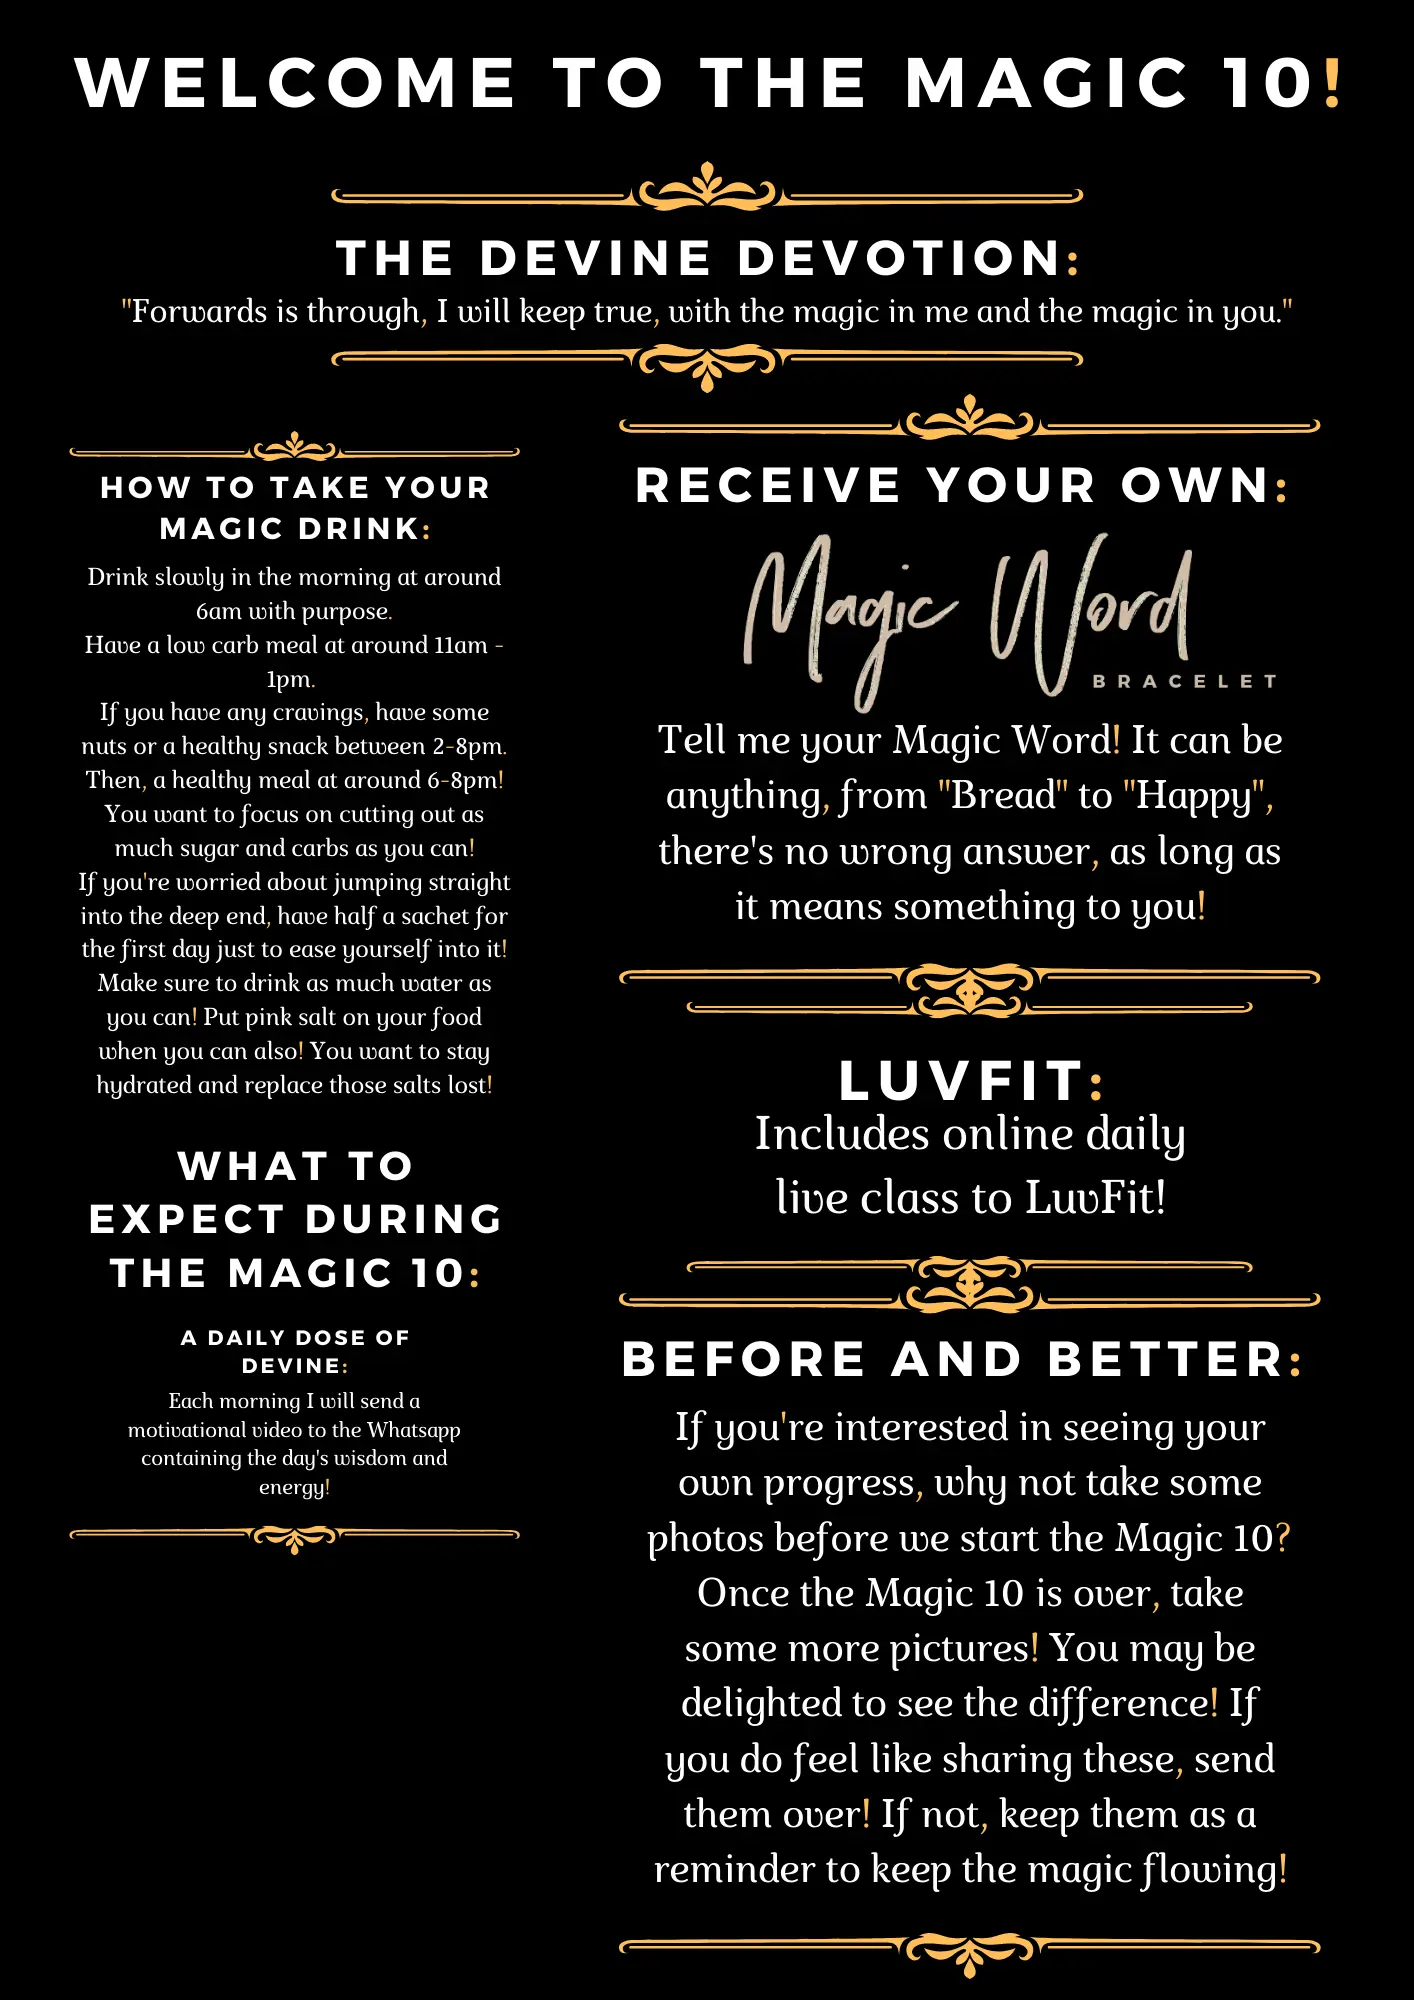 WELCOME TO THE MAGIC 10!
THE DEVINE DEVOTION:
"Forwards is through, I will keep true, with the magic in me and the magic in you."
HOW TO TAKE YOUR
MAGIC DRINK:
Drink slowly in the morning at around
6am with purpose.
Have a low carb meal at around 11am -
1pm.
If you have any cravings, have some
nuts or a healthy snack between 2-8pm.
Then, a healthy meal at around 6-8pm!
You want to focus on cutting out as
much sugar and carbs as you can!
If you're worried about jumping straight
into the deep end, have half a sachet for
the first day just to ease yourself into it!
Make sure to drink as much water as
you can! Put pink salt on your food
when you can also! You want to stay
hydrated and replace those salts lost!
WHAT TO
EXPECT DURING
THE MAGIC 10:
A DAILY DOSE OF
DEVINE:
Each morning I will send a
motivational video to the Whatsapp
containing the day's wisdom and
energy!
RECEIVE YOUR OWN:
Magic Word
BRACELET
Tell me your Magic Word! It can be
anything, from "Bread" to "Happy",
there's no wrong answer, as long as
it means something to you!
LUVFIT:
Includes online daily
live class to LuvFit!
BEFORE AND BETTER:
If you're interested in seeing your
own progress, why not take some
photos before we start the Magic 10?
Once the Magic 10 is over, take
some more pictures! You may be
delighted to see the difference! If
you do feel like sharing these, send
them over! If not, keep them as a
reminder to keep the magic flowing!